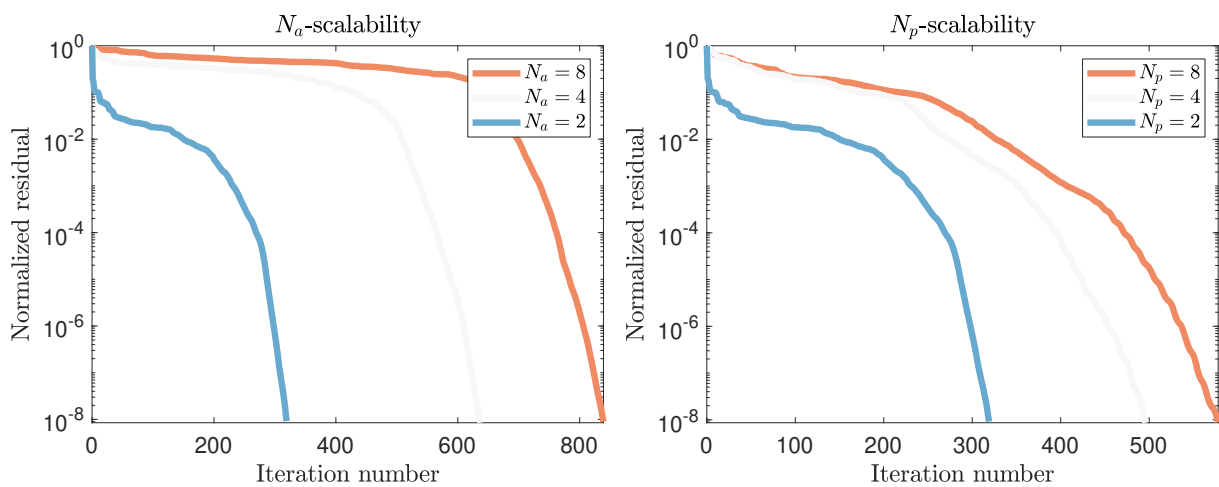 N_a-scalability
10^0
10^-2
10^-4
10^-6
10^-8
Normalized residual
0
200
400
600
800
Iteration number
N_a = 8
N_a = 4
N_a = 2
N_p-scalability
10^0
10^-2
10^-4
10^-6
10^-8
Normalized residual
0
100
200
300
400
500
Iteration number
N_p = 8
N_p = 4
N_p = 2